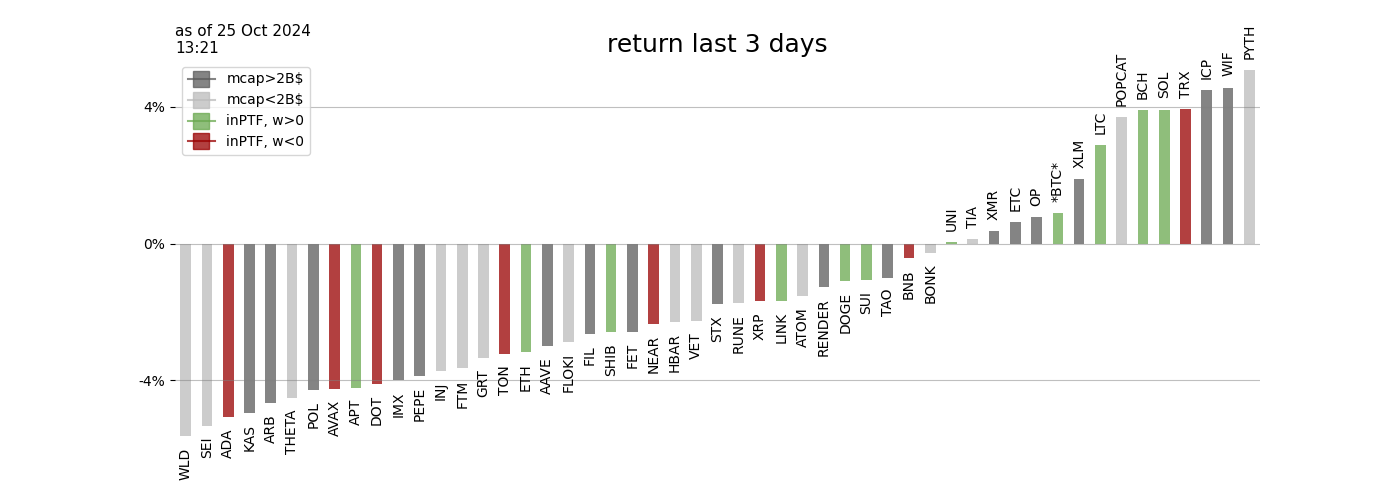 as of 25 Oct 2024
13:21
return last 3 days
mcap>2B$
mcap<2B$
inPTF, w>0
inPTF, w<0
4%
0%
-4%
WLD
SEI
ADA
KAS
ARB
THETA
POL
AVAX
APT
DOT
IMX
PEPE
INJ
FTM
GRT
TON
ETH
AAVE
FLOKI
FIL
SHIB
FET
NEAR
HBAR
VET
STX
RUNE
XRP
LINK
ATOM
RENDER
DOGE
SUI
TAO
BNB
BONK
UNI
TIA
XMR
ETC
OP
*BTC*
XLM
LTC
POPCAT
BCH
SOL
TRX
ICP
WIF
PYTH